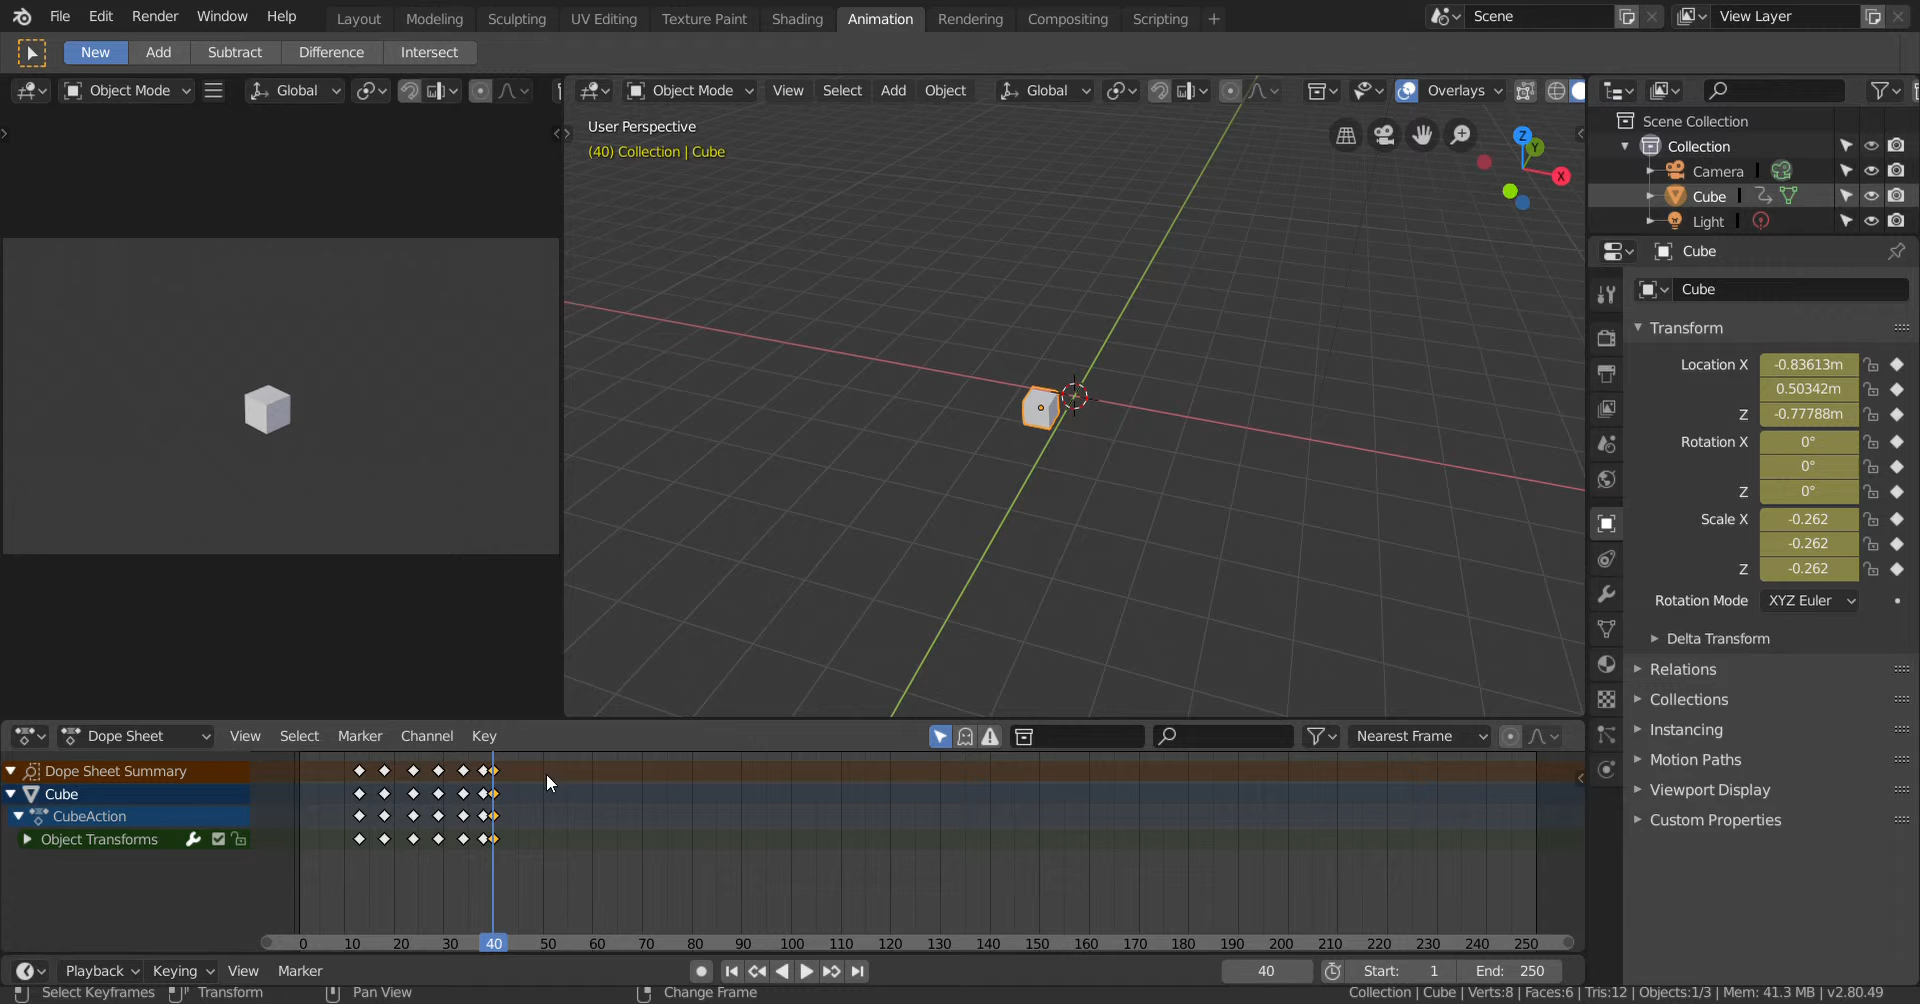 File Edit Render Window Help Layout Modeling Sculpting UV Editing Texture Paint Shading Animation Rendering Compositing Scripting + Scene View Layer
New Add Subtract Difference Intersect
Object Mode Global Object Mode View Select Add Object Global Overlays
User Perspective
(40) Collection | Cube
Z
Y
X
Scene Collection
Collection
Camera
Cube
Light
Cube
Cube
Transform
Location X -0.83613m
0.50342m
Z -0.77788m
Rotation X 0°
0°
Z 0°
Scale X -0.262
-0.262
Z -0.262
Rotation Mode XYZ Euler
Delta Transform
Relations
Collections
Instancing
Motion Paths
Viewport Display
Custom Properties
Dope Sheet View Select Marker Channel Key Nearest Frame
Dope Sheet Summary
Cube
CubeAction
Object Transforms
0 10 20 30 40 50 60 70 80 90 100 110 120 130 140 150 160 170 180 190 200 210 220 230 240 250
Playback Keying View Marker 40 Start: 1 End: 250
Select Keyframes Transform Pan View Change Frame Collection | Cube | Verts:8 | Faces:6 | Tris:12 | Objects:1/3 | Mem: 41.3 MB | v2.80.49